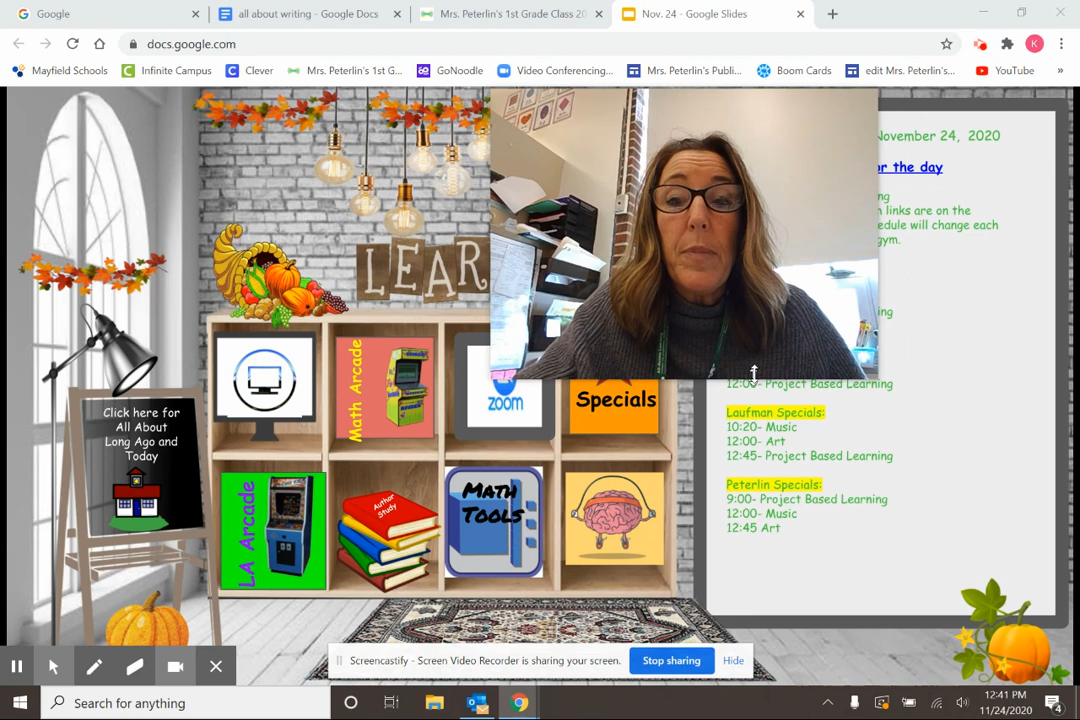 Google
all about writing - Google Docs
Mrs. Peterlin's 1st Grade Class 20
Nov. 24 - Google Slides
docs.google.com
K
Mayfield Schools
Infinite Campus
Clever
Mrs. Peterlin's 1st G...
GoNoodle
Video Conferencing...
Mrs. Peterlin's Publi...
Boom Cards
edit Mrs. Peterlin's...
YouTube
»
LEAR
November 24, 2020
or the day
ng
links are on the
edule will change each
gym.
ng
12:00- Project Based Learning
Laufman Specials:
10:20- Music
12:00- Art
12:45- Project Based Learning
Peterlin Specials:
9:00- Project Based Learning
12:00- Music
12:45 Art
Click here for
All About
Long Ago and
Today
Math Arcade
zoom
Specials
LA Arcade
Author
Study
MATH
TOOLS
Screencastify - Screen Video Recorder is sharing your screen.
Stop sharing
Hide
Search for anything
12:41 PM
11/24/2020
4